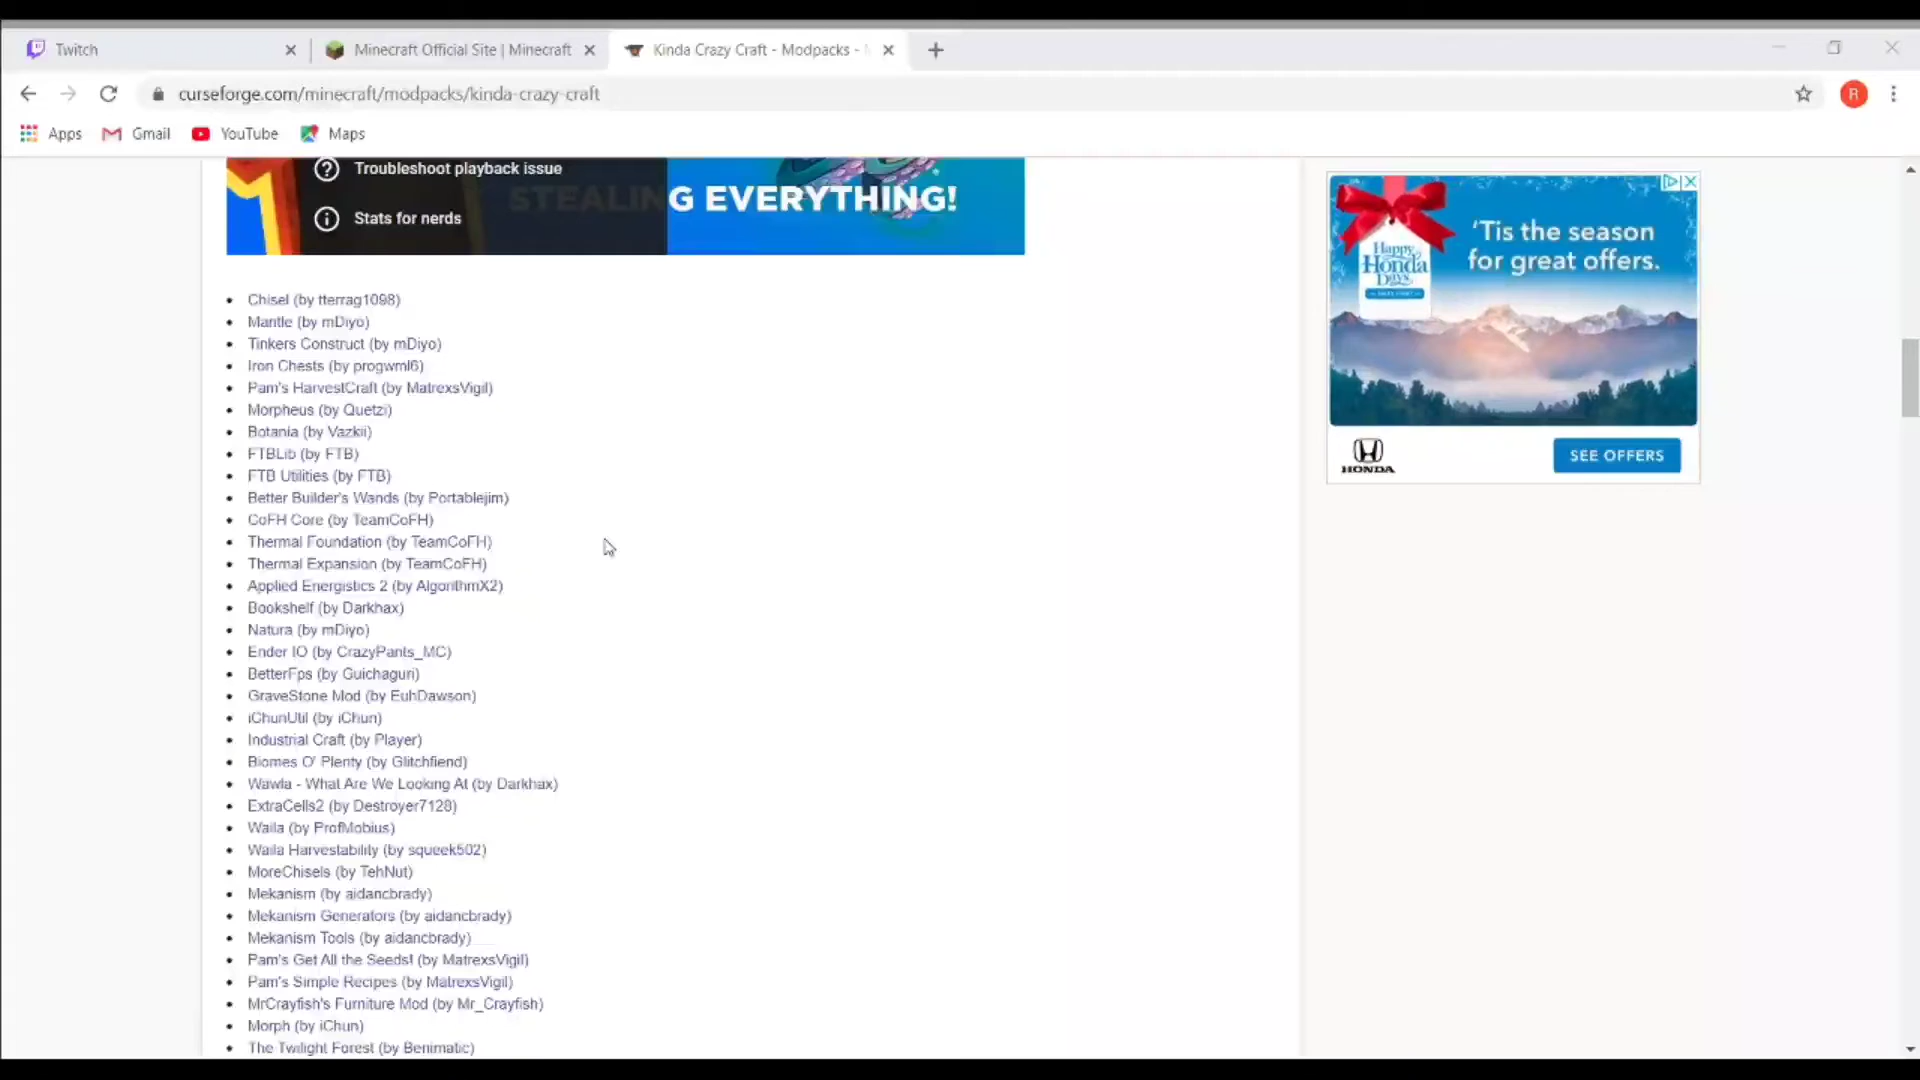 Twitch
Minecraft Official Site | Minecraft
Kinda Crazy Craft - Modpacks -
curseforge.com/minecraft/modpacks/kinda-crazy-craft
R
Apps
Gmail
YouTube
Maps
Troubleshoot playback issue
STEALING EVERYTHING!
Stats for nerds
Chisel (by tterrag1098)
Mantle (by mDiyo)
Tinkers Construct (by mDiyo)
Iron Chests (by progwml6)
Pam's HarvestCraft (by MatrexsVigil)
Morpheus (by Quetzi)
Botania (by Vazkii)
FTBLib (by FTB)
FTB Utilities (by FTB)
Better Builder's Wands (by Portablejim)
CoFH Core (by TeamCoFH)
Thermal Foundation (by TeamCoFH)
Thermal Expansion (by TeamCoFH)
Applied Energistics 2 (by AlgorithmX2)
Bookshelf (by Darkhax)
Natura (by mDiyo)
Ender IO (by CrazyPants_MC)
BetterFps (by Guichaguri)
GraveStone Mod (by EuhDawson)
iChunUtil (by iChun)
Industrial Craft (by Player)
Biomes O' Plenty (by Glitchfiend)
Wawla - What Are We Looking At (by Darkhax)
ExtraCells2 (by Destroyer7128)
Waila (by ProfMobius)
Waila Harvestability (by squeek502)
MoreChisels (by TehNut)
Mekanism (by aidancbrady)
Mekanism Generators (by aidancbrady)
Mekanism Tools (by aidancbrady)
Pam's Get All the Seeds! (by MatrexsVigil)
Pam's Simple Recipes (by MatrexsVigil)
MrCrayfish's Furniture Mod (by Mr_Crayfish)
Morph (by iChun)
The Twilight Forest (by Benimatic)
'Tis the season
for great offers.
Happy
Honda
Days
HONDA
SEE OFFERS